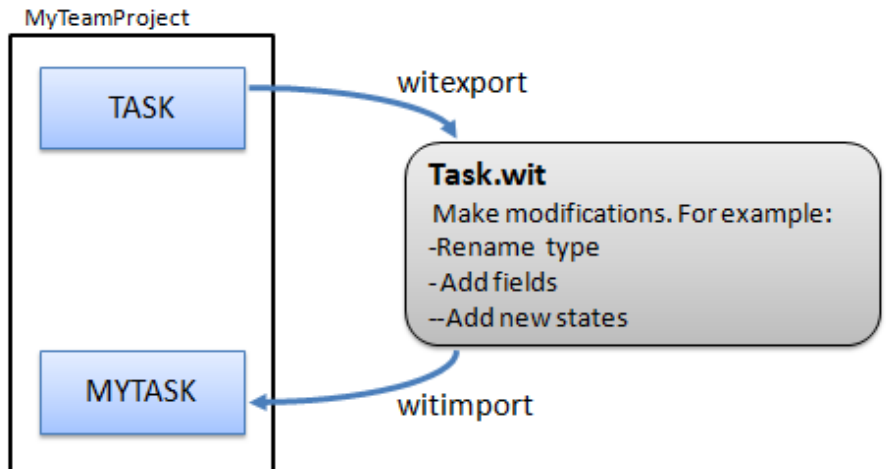 MyTeamProject
TASK
witexport
Task.wit
Make modifications. For example:
-Rename type
-Add fields
--Add new states
MYTASK
witimport